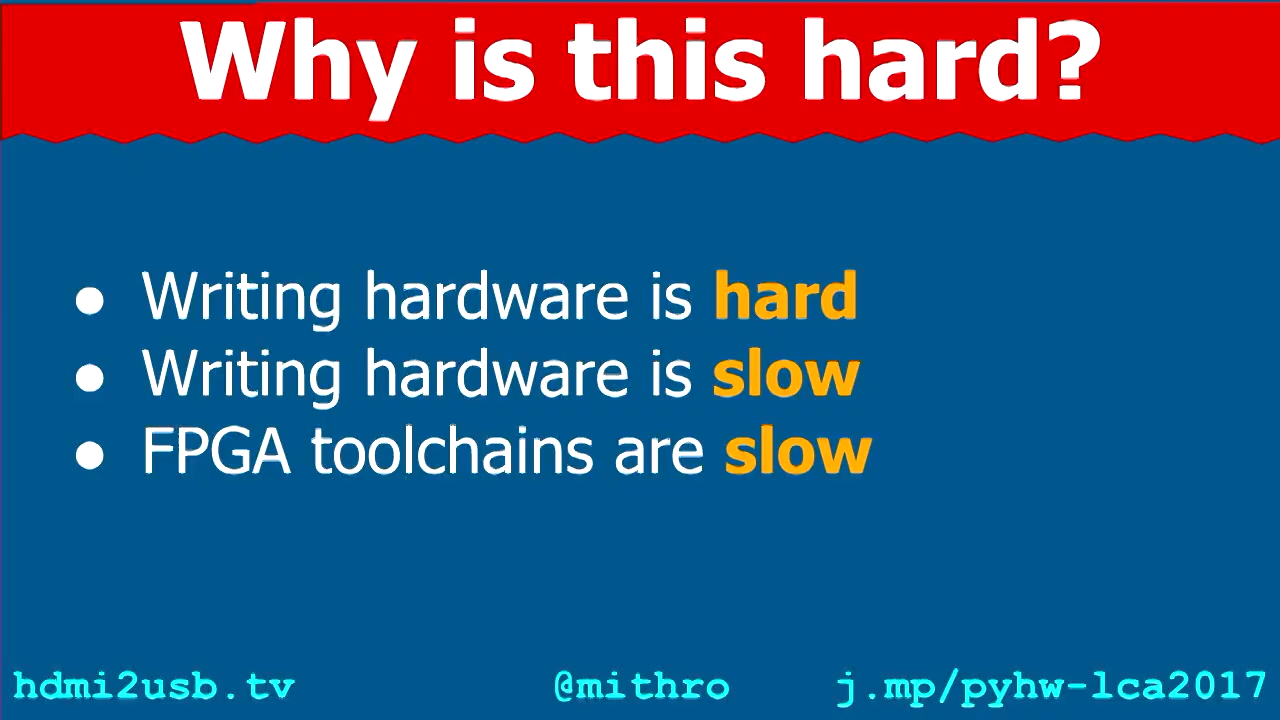 Why is this hard?
● Writing hardware is hard
● Writing hardware is slow
● FPGA toolchains are slow
hdmi2usb.tv @mithro j.mp/pyhw-lca2017